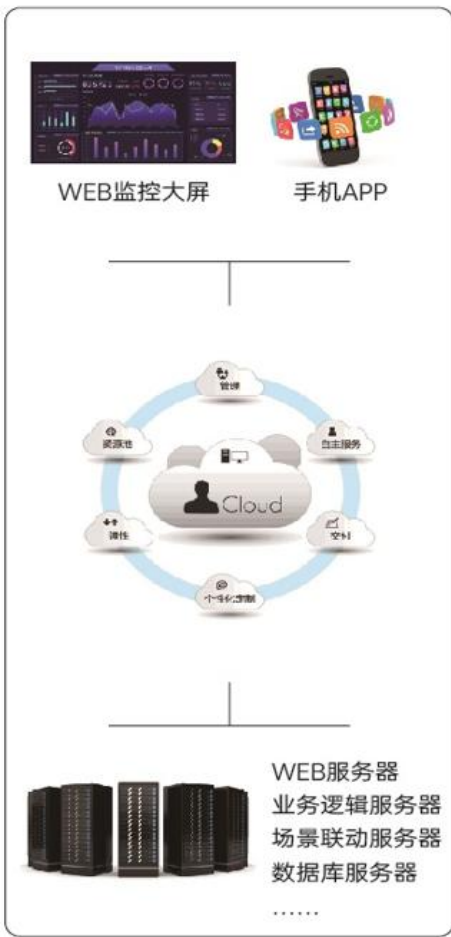 WEB监控大屏
手机APP
管理
资源池
自主服务
Cloud
弹性
交付
个性化定制
WEB服务器
业务逻辑服务器
场景联动服务器
数据库服务器
……